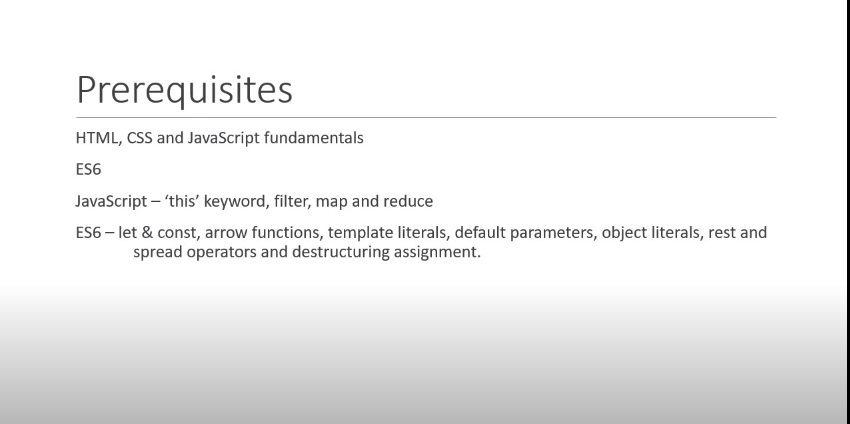 Prerequisites
HTML, CSS and JavaScript fundamentals
ES6
JavaScript – ‘this’ keyword, filter, map and reduce
ES6 – let & const, arrow functions, template literals, default parameters, object literals, rest and
spread operators and destructuring assignment.